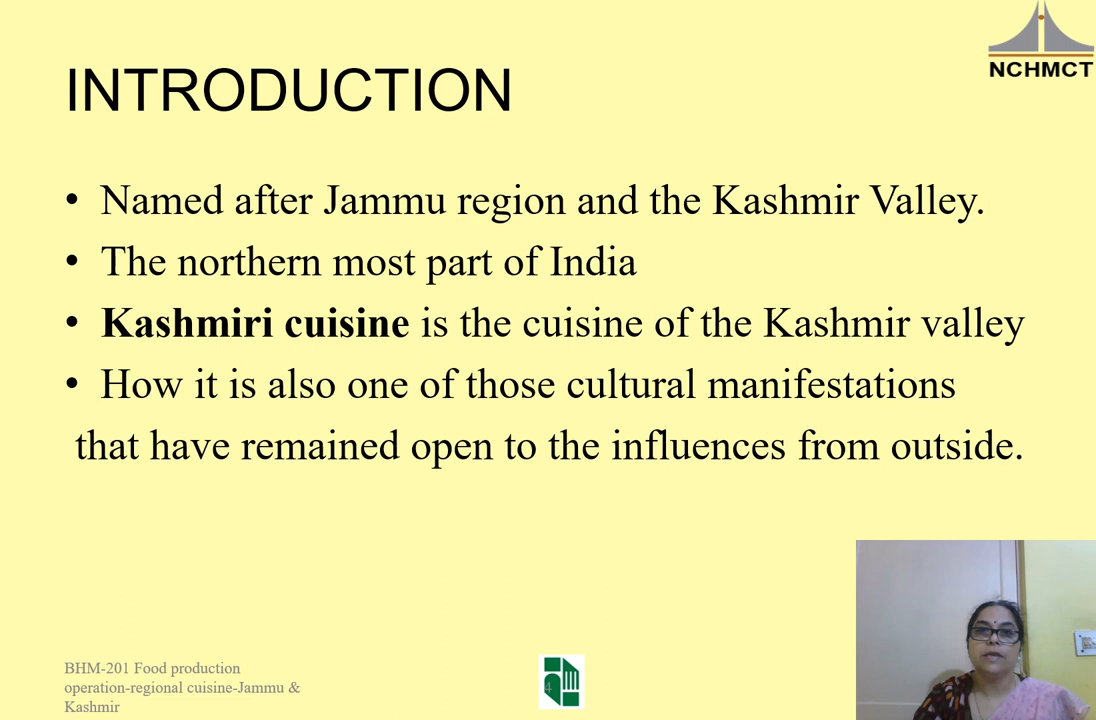 NCHMCT
INTRODUCTION
• Named after Jammu region and the Kashmir Valley.
• The northern most part of India
• Kashmiri cuisine is the cuisine of the Kashmir valley
• How it is also one of those cultural manifestations
that have remained open to the influences from outside.
BHM-201 Food production
operation-regional cuisine-Jammu &
Kashmir
4